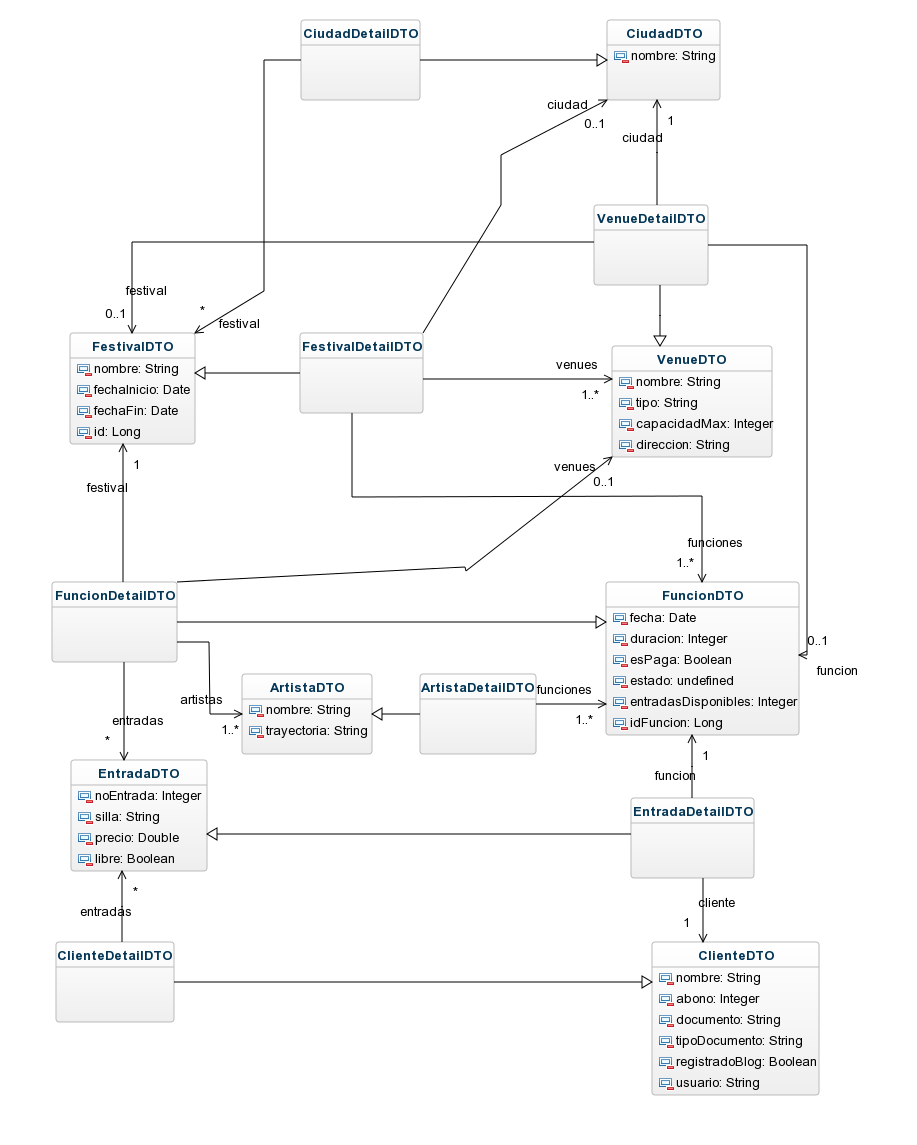 CiudadDetailDTO
CiudadDTO
nombre: String
ciudad
0..1
1
ciudad
VenueDetailDTO
festival
0..1
*
festival
FestivalDTO
nombre: String
fechaInicio: Date
fechaFin: Date
id: Long
FestivalDetailDTO
venues
1..*
VenueDTO
nombre: String
tipo: String
capacidadMax: Integer
direccion: String
1
festival
venues
0..1
funciones
1..*
FuncionDetailDTO
FuncionDTO
fecha: Date
duracion: Integer
esPaga: Boolean
estado: undefined
entradasDisponibles: Integer
idFuncion: Long
0..1
funcion
artistas
1..*
ArtistaDTO
nombre: String
trayectoria: String
ArtistaDetailDTO
funciones
1..*
entradas
*
1
funcion
EntradaDTO
noEntrada: Integer
silla: String
precio: Double
libre: Boolean
EntradaDetailDTO
*
entradas
cliente
1
ClienteDetailDTO
ClienteDTO
nombre: String
abono: Integer
documento: String
tipoDocumento: String
registradoBlog: Boolean
usuario: String